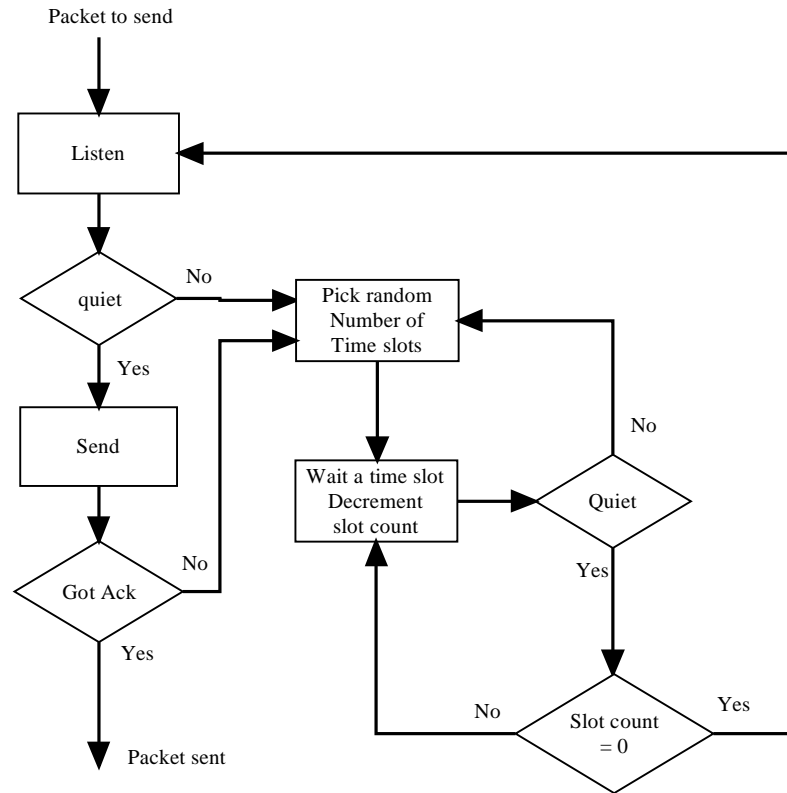 Packet to send
Listen
quiet
No
Yes
Pick random
Number of
Time slots
Send
No
Wait a time slot
Decrement
slot count
Quiet
Got Ack
No
Yes
Yes
Packet sent
No
Slot count
= 0
Yes